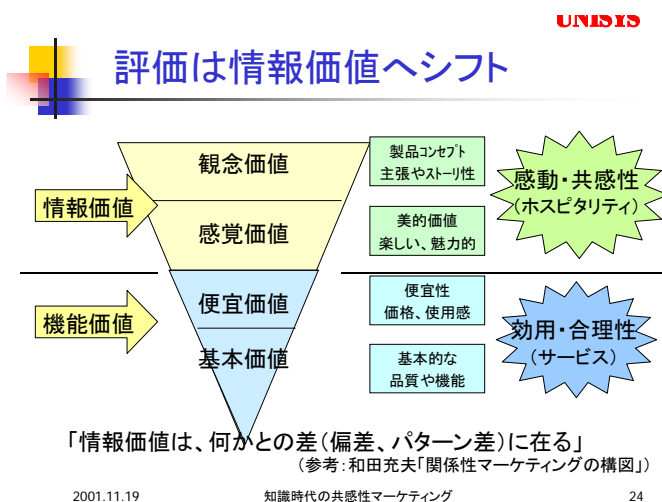 UNISYS
評価は情報価値へシフト
観念価値
製品コンセプト
主張やストーリ性
感動・共感性
(ホスピタリティ)
情報価値
感覚価値
美的価値
楽しい、魅力的
便宜価値
便宜性
価格、使用感
機能価値
効用・合理性
(サービス)
基本価値
基本的な
品質や機能
「情報価値は、何かとの差(偏差、パターン差)に在る」
(参考:和田充夫「関係性マーケティングの構図」)
2001.11.19
知識時代の共感性マーケティング
24